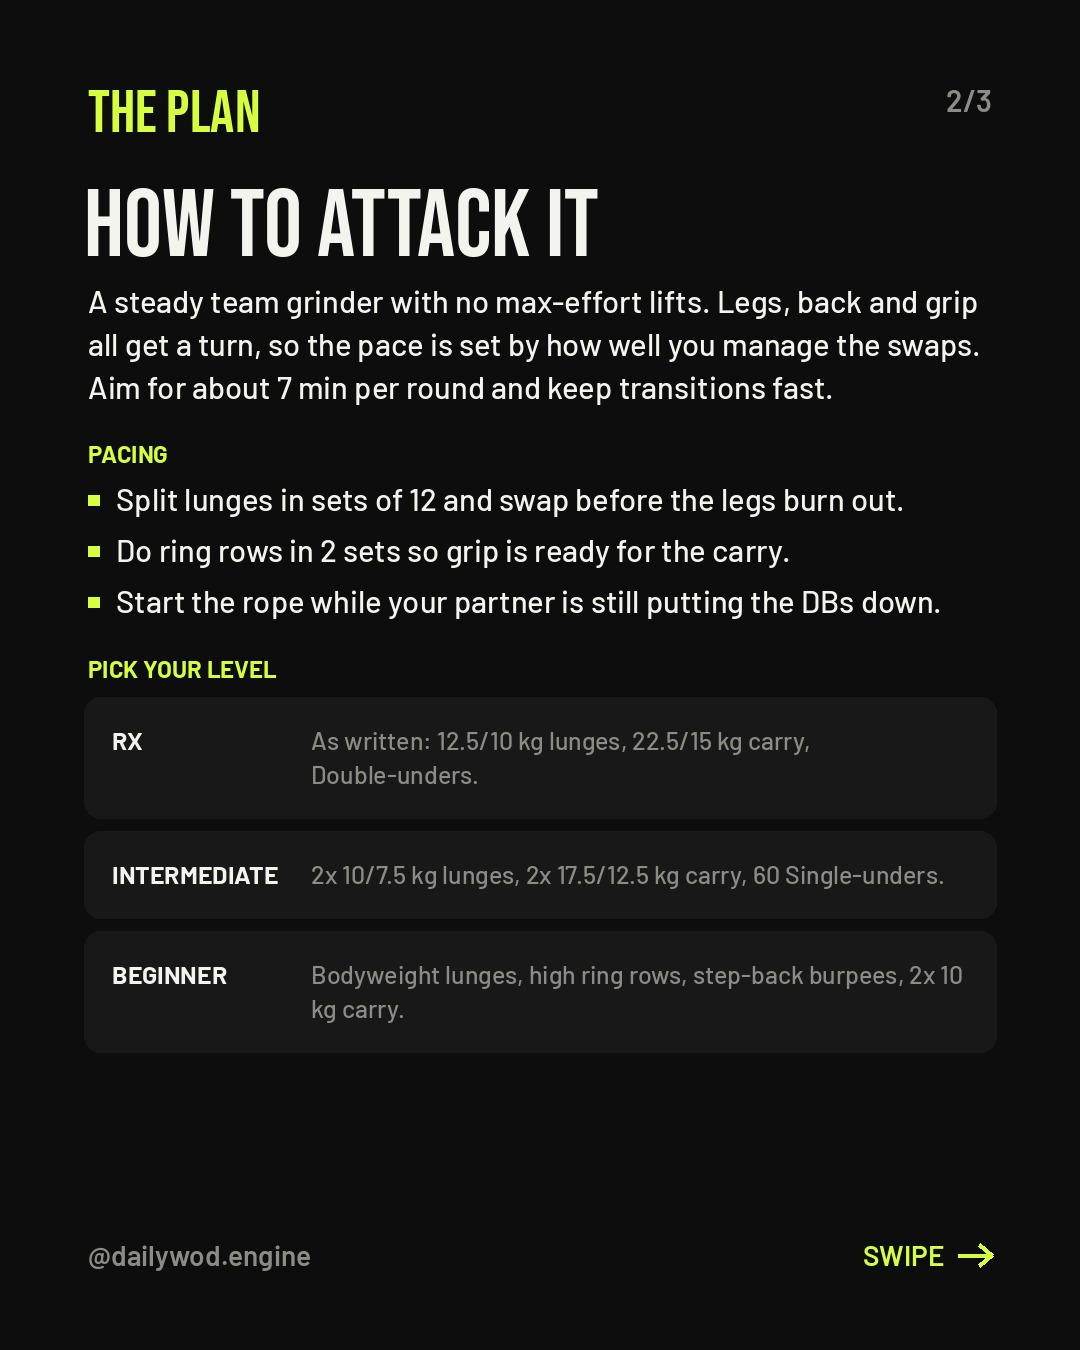 THE PLAN
2/3
HOW TO ATTACK IT
A steady team grinder with no max-effort lifts. Legs, back and grip
all get a turn, so the pace is set by how well you manage the swaps.
Aim for about 7 min per round and keep transitions fast.
PACING
Split lunges in sets of 12 and swap before the legs burn out.
Do ring rows in 2 sets so grip is ready for the carry.
Start the rope while your partner is still putting the DBs down.
PICK YOUR LEVEL
RX
As written: 12.5/10 kg lunges, 22.5/15 kg carry,
Double-unders.
INTERMEDIATE
2x 10/7.5 kg lunges, 2x 17.5/12.5 kg carry, 60 Single-unders.
BEGINNER
Bodyweight lunges, high ring rows, step-back burpees, 2x 10
kg carry.
@dailywod.engine
SWIPE →